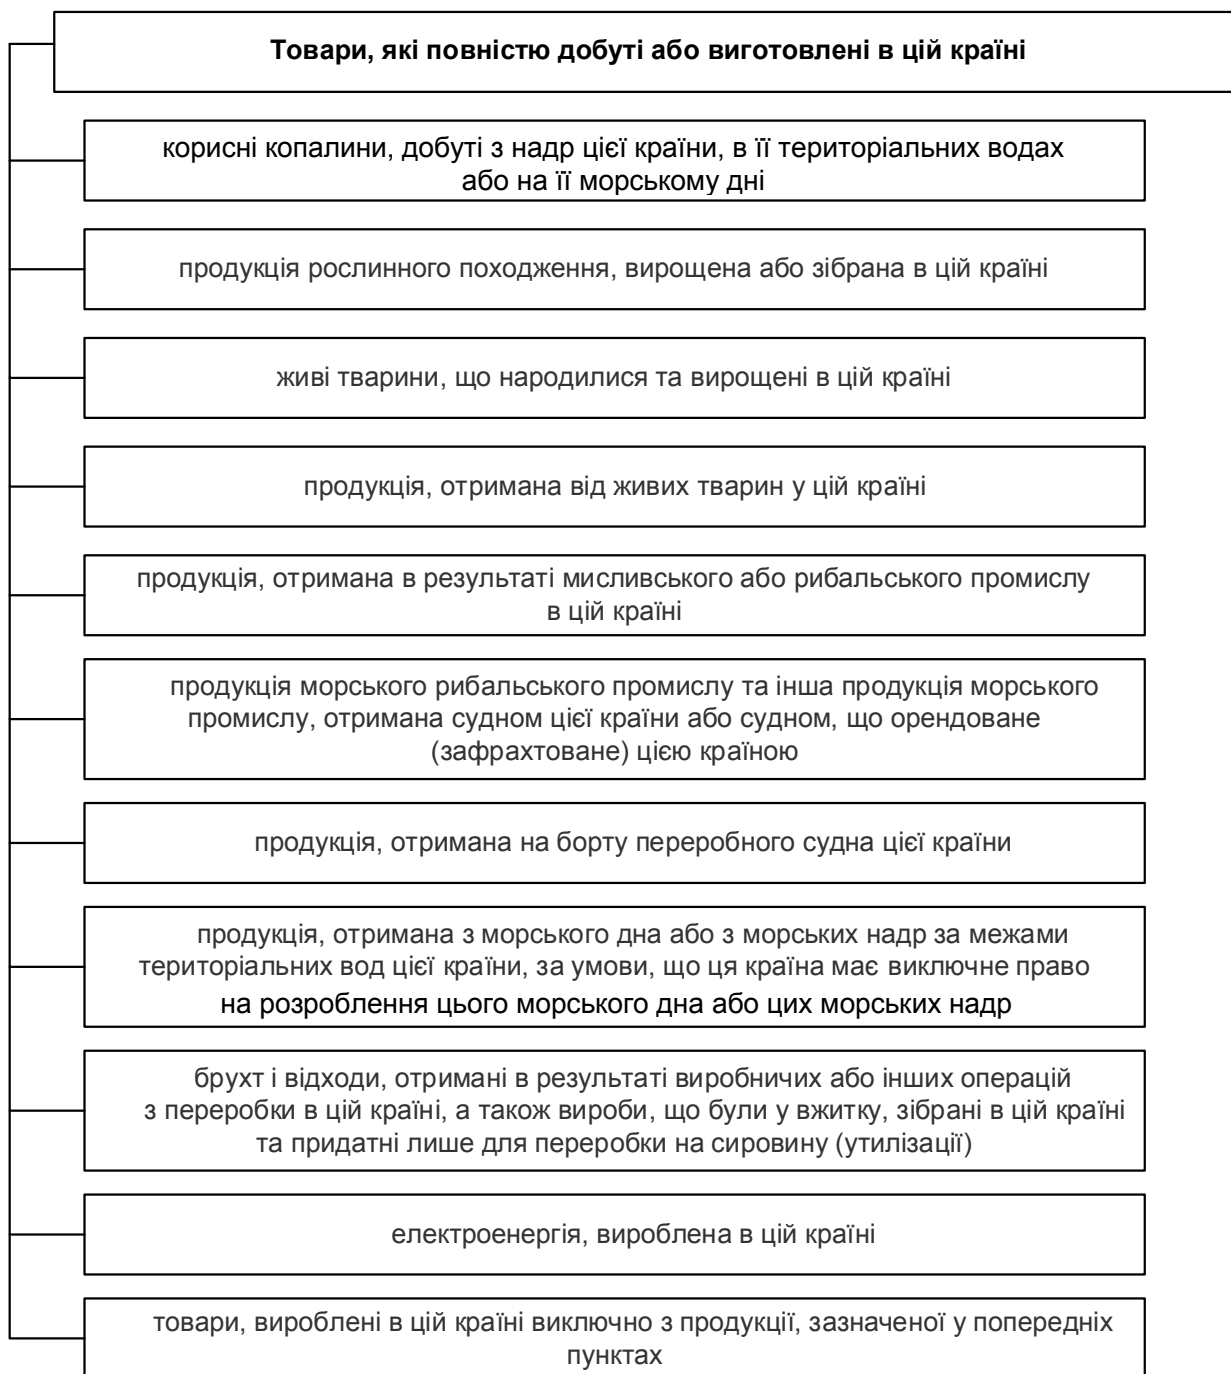 Товари, які повністю добуті або виготовлені в цій країні
корисні копалини, добуті з надр цієї країни, в її територіальних водах
або на її морському дні
продукція рослинного походження, вирощена або зібрана в цій країні
живі тварини, що народилися та вирощені в цій країні
продукція, отримана від живих тварин у цій країні
продукція, отримана в результаті мисливського або рибальського промислу
в цій країні
продукція морського рибальського промислу та інша продукція морського
промислу, отримана судном цієї країни або судном, що орендоване
(зафрахтоване) цією країною
продукція, отримана на борту переробного судна цієї країни
продукція, отримана з морського дна або з морських надр за межами
територіальних вод цієї країни, за умови, що ця країна має виключне право
на розроблення цього морського дна або цих морських надр
брухт і відходи, отримані в результаті виробничих або інших операцій
з переробки в цій країні, а також вироби, що були у вжитку, зібрані в цій країні
та придатні лише для переробки на сировину (утилізації)
електроенергія, вироблена в цій країні
товари, вироблені в цій країні виключно з продукції, зазначеної у попередніх
пунктах